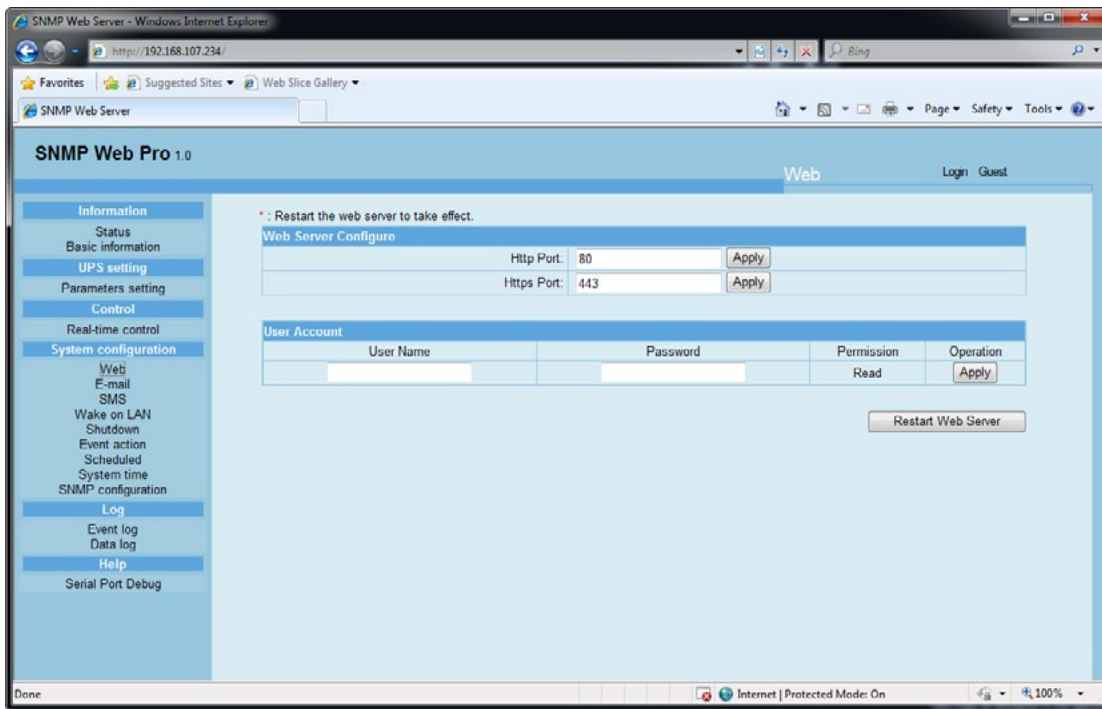 SNMP Web Server - Windows Internet Explorer
http://192.168.107.234/
Bing
Favorites Suggested Sites Web Slice Gallery
SNMP Web Server
Page Safety Tools
SNMP Web Pro 1.0
Web
Login Guest
Information
Status
Basic information
UPS setting
Parameters setting
Control
Real-time control
System configuration
Web
E-mail
SMS
Wake on LAN
Shutdown
Event action
Scheduled
System time
SNMP configuration
Log
Event log
Data log
Help
Serial Port Debug
* : Restart the web server to take effect.
Web Server Configure
Http Port: 80 Apply
Https Port: 443 Apply
User Account
User Name Password Permission Operation
Read Apply
Restart Web Server
Done
Internet | Protected Mode: On
100%